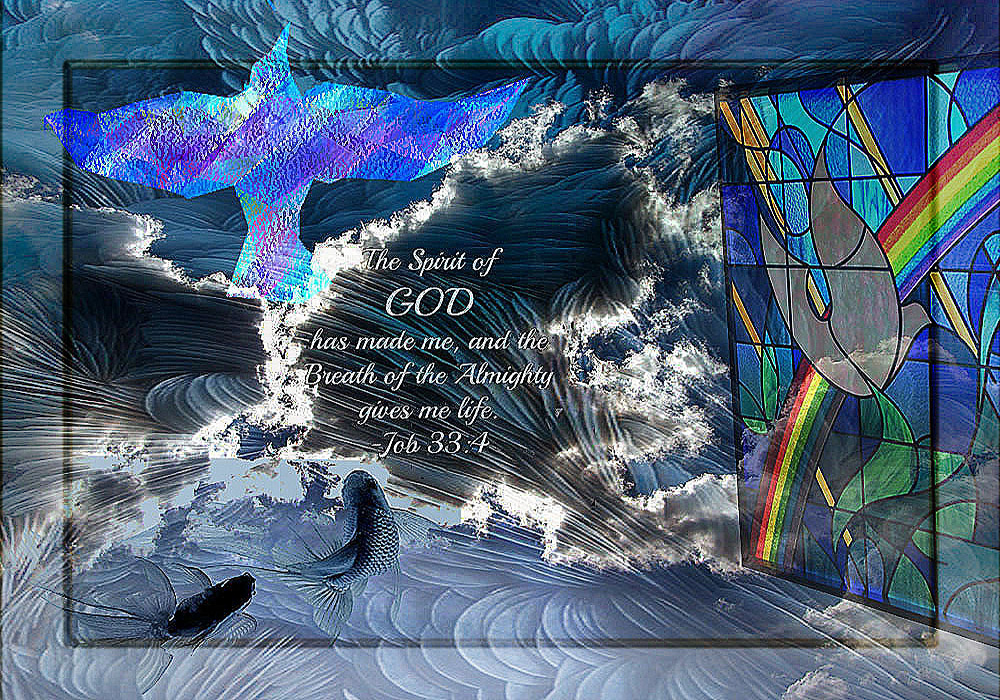 The Spirit of
GOD
has made me, and the
Breath of the Almighty
gives me life.
-Job 33:4